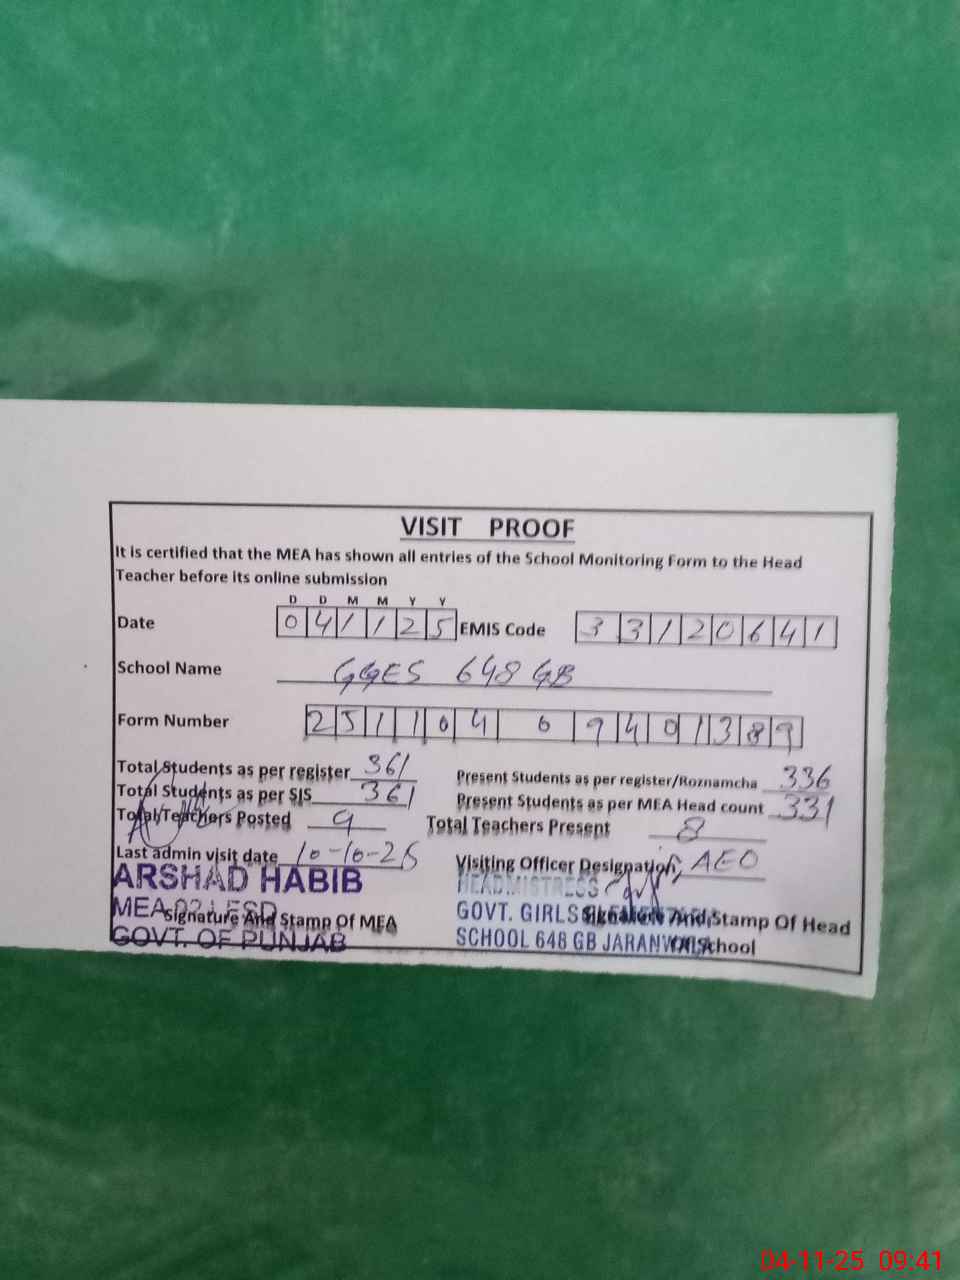 VISIT PROOF
It is certified that the MEA has shown all entries of the School Monitoring Form to the Head
Teacher before its online submission
D D M M Y Y
Date 0 4 1 1 2 5 EMIS Code 3 3 1 2 0 6 4 1
School Name GGES 648 GB
Form Number 2 5 1 1 0 4 6 9 4 0 1 3 8 9
Total Students as per register 361 Present Students as per register/Roznamcha 336
Total Students as per SIS 361 Present Students as per MEA Head count 331
Total Teachers Posted 9 Total Teachers Present 8
Last admin visit date 10-10-25 Visiting Officer Designation AEO
ARSHAD HABIB HEADMISTRESS
MEA
Signature And Stamp Of MEA GOVT. GIRLS ELEMENTARY Signature And Stamp Of Head
GOVT. OF PUNJAB SCHOOL 648 GB JARANWALA Of School
04-11-25 09:41